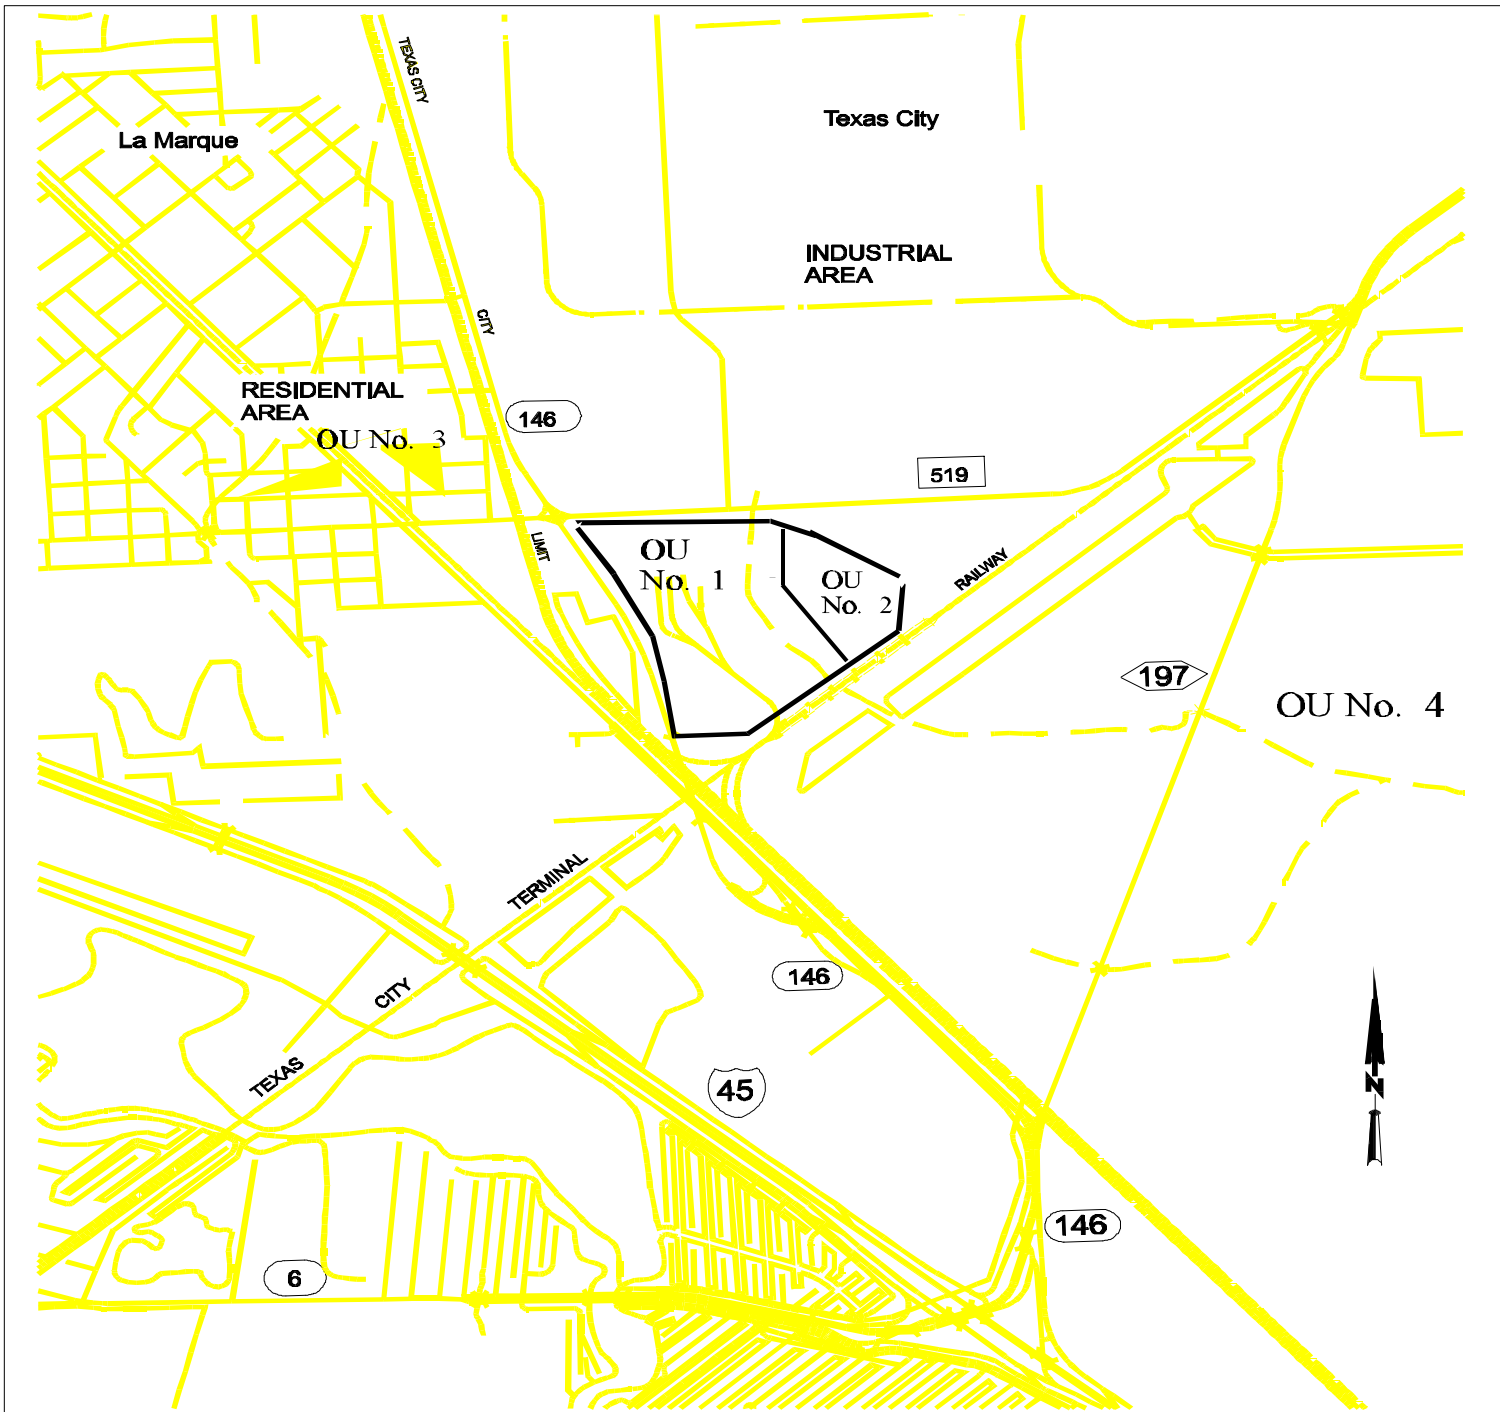 TEXAS CITY
Texas City
La Marque
INDUSTRIAL
AREA
CITY
RESIDENTIAL
AREA
146
OU No. 3
519
LIMIT
OU
No. 1
OU
No. 2
RAILWAY
197
OU No. 4
TERMINAL
146
CITY
TEXAS
45
N
146
6